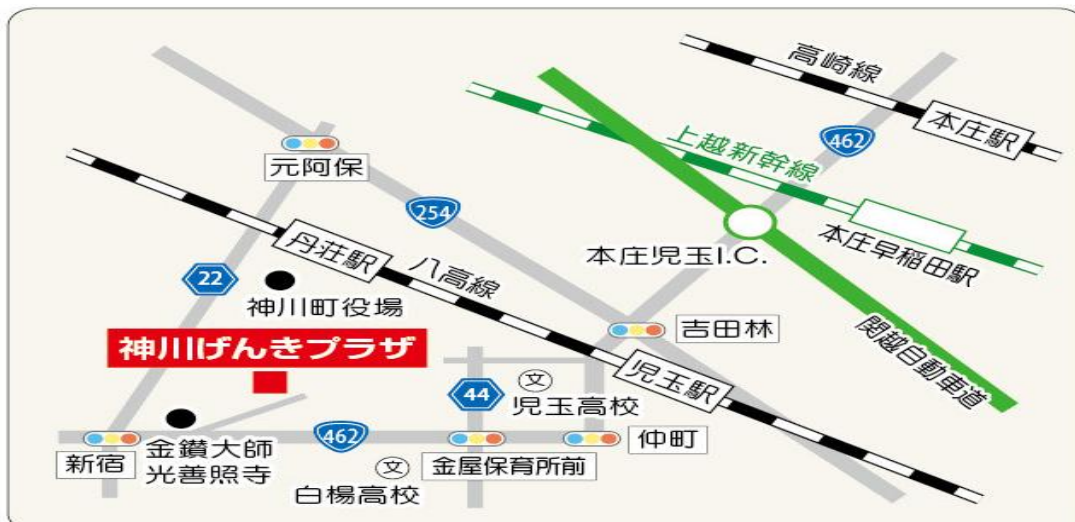 高崎線
本庄駅
462
上越新幹線
元阿保
254
本庄早稲田駅
本庄児玉I.C.
丹荘駅
八高線
22
神川町役場
吉田林
関越自動車道
神川げんきプラザ
児玉駅
44
文
児玉高校
金鑚大師
光善照寺
462
仲町
新宿
金屋保育所前
文
白楊高校